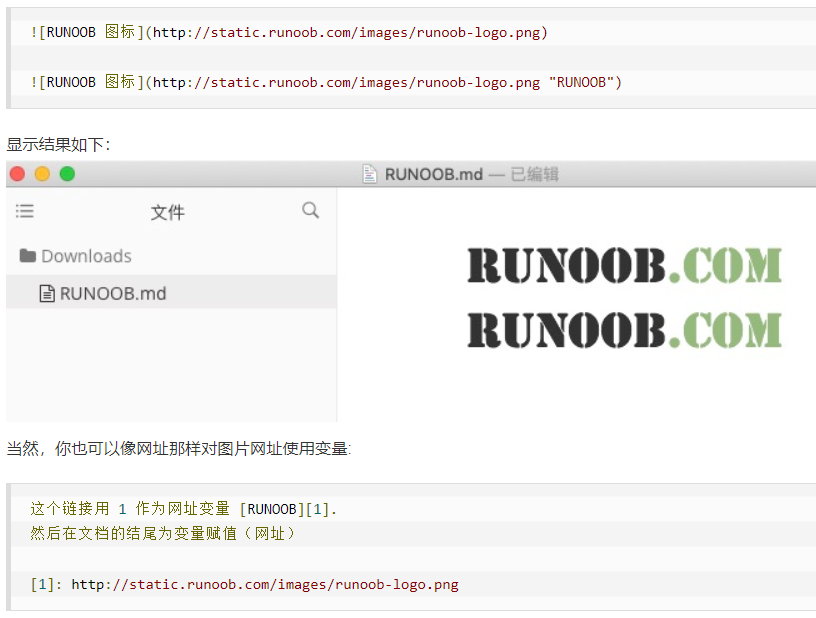 ![RUNOOB 图标](http://static.runoob.com/images/runoob-logo.png)
![RUNOOB 图标](http://static.runoob.com/images/runoob-logo.png "RUNOOB")
显示结果如下：
RUNOOB.md — 已编辑
文件
Downloads
RUNOOB.md
RUNOOB.COM
RUNOOB.COM
当然，你也可以像网址那样对图片网址使用变量:
这个链接用 1 作为网址变量 [RUNOOB][1].
然后在文档的结尾为变量赋值（网址）
[1]: http://static.runoob.com/images/runoob-logo.png